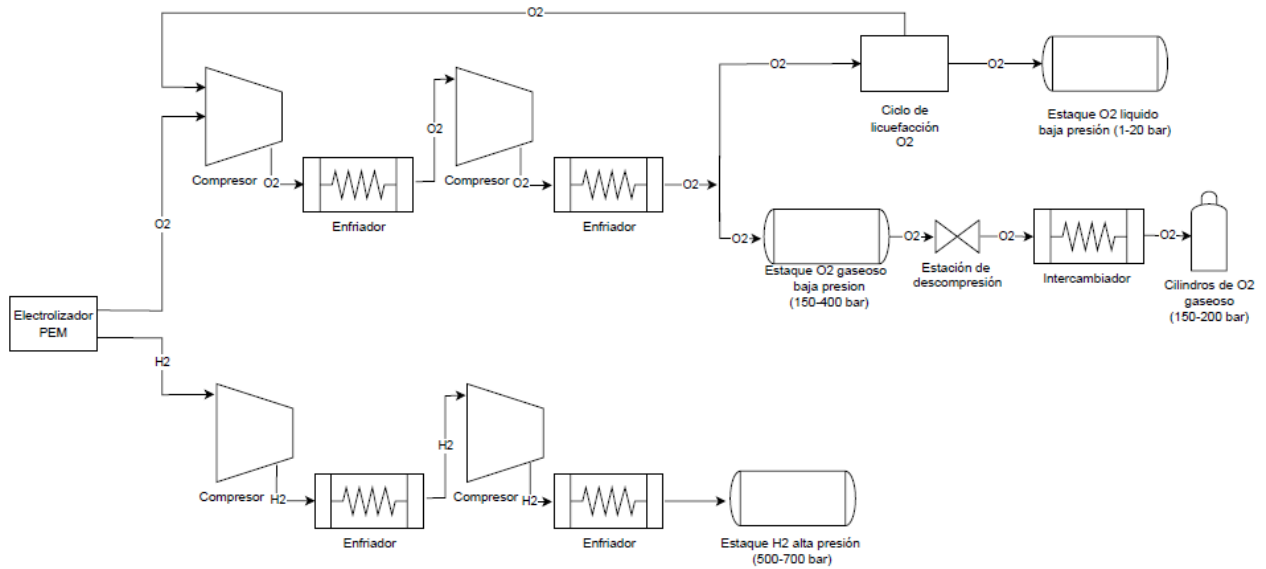 O2
O2
O2
Ciclo de
licuefacción
O2
Estaque O2 liquido
baja presión (1-20 bar)
O2
O2
Compresor
O2
Enfriador
Compresor
O2
Enfriador
O2
O2
Estaque O2 gaseoso
baja presion
(150-400 bar)
O2
Estación de
descompresión
O2
Intercambiador
O2
Cilindros de O2
gaseoso
(150-200 bar)
Electrolizador
PEM
H2
Compresor
H2
Enfriador
H2
Compresor
H2
Enfriador
Estaque H2 alta presión
(500-700 bar)